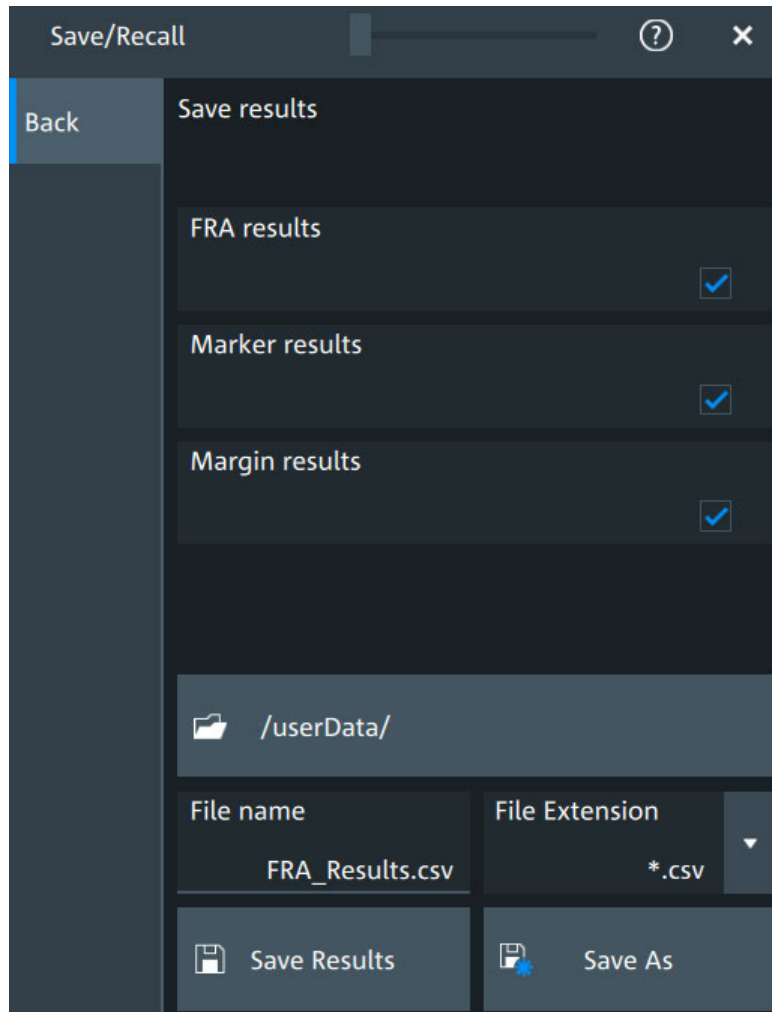 Save/Recall
Back
Save results
FRA results
Marker results
Margin results
/userData/
File name
File Extension
FRA_Results.csv
*.csv
Save Results
Save As